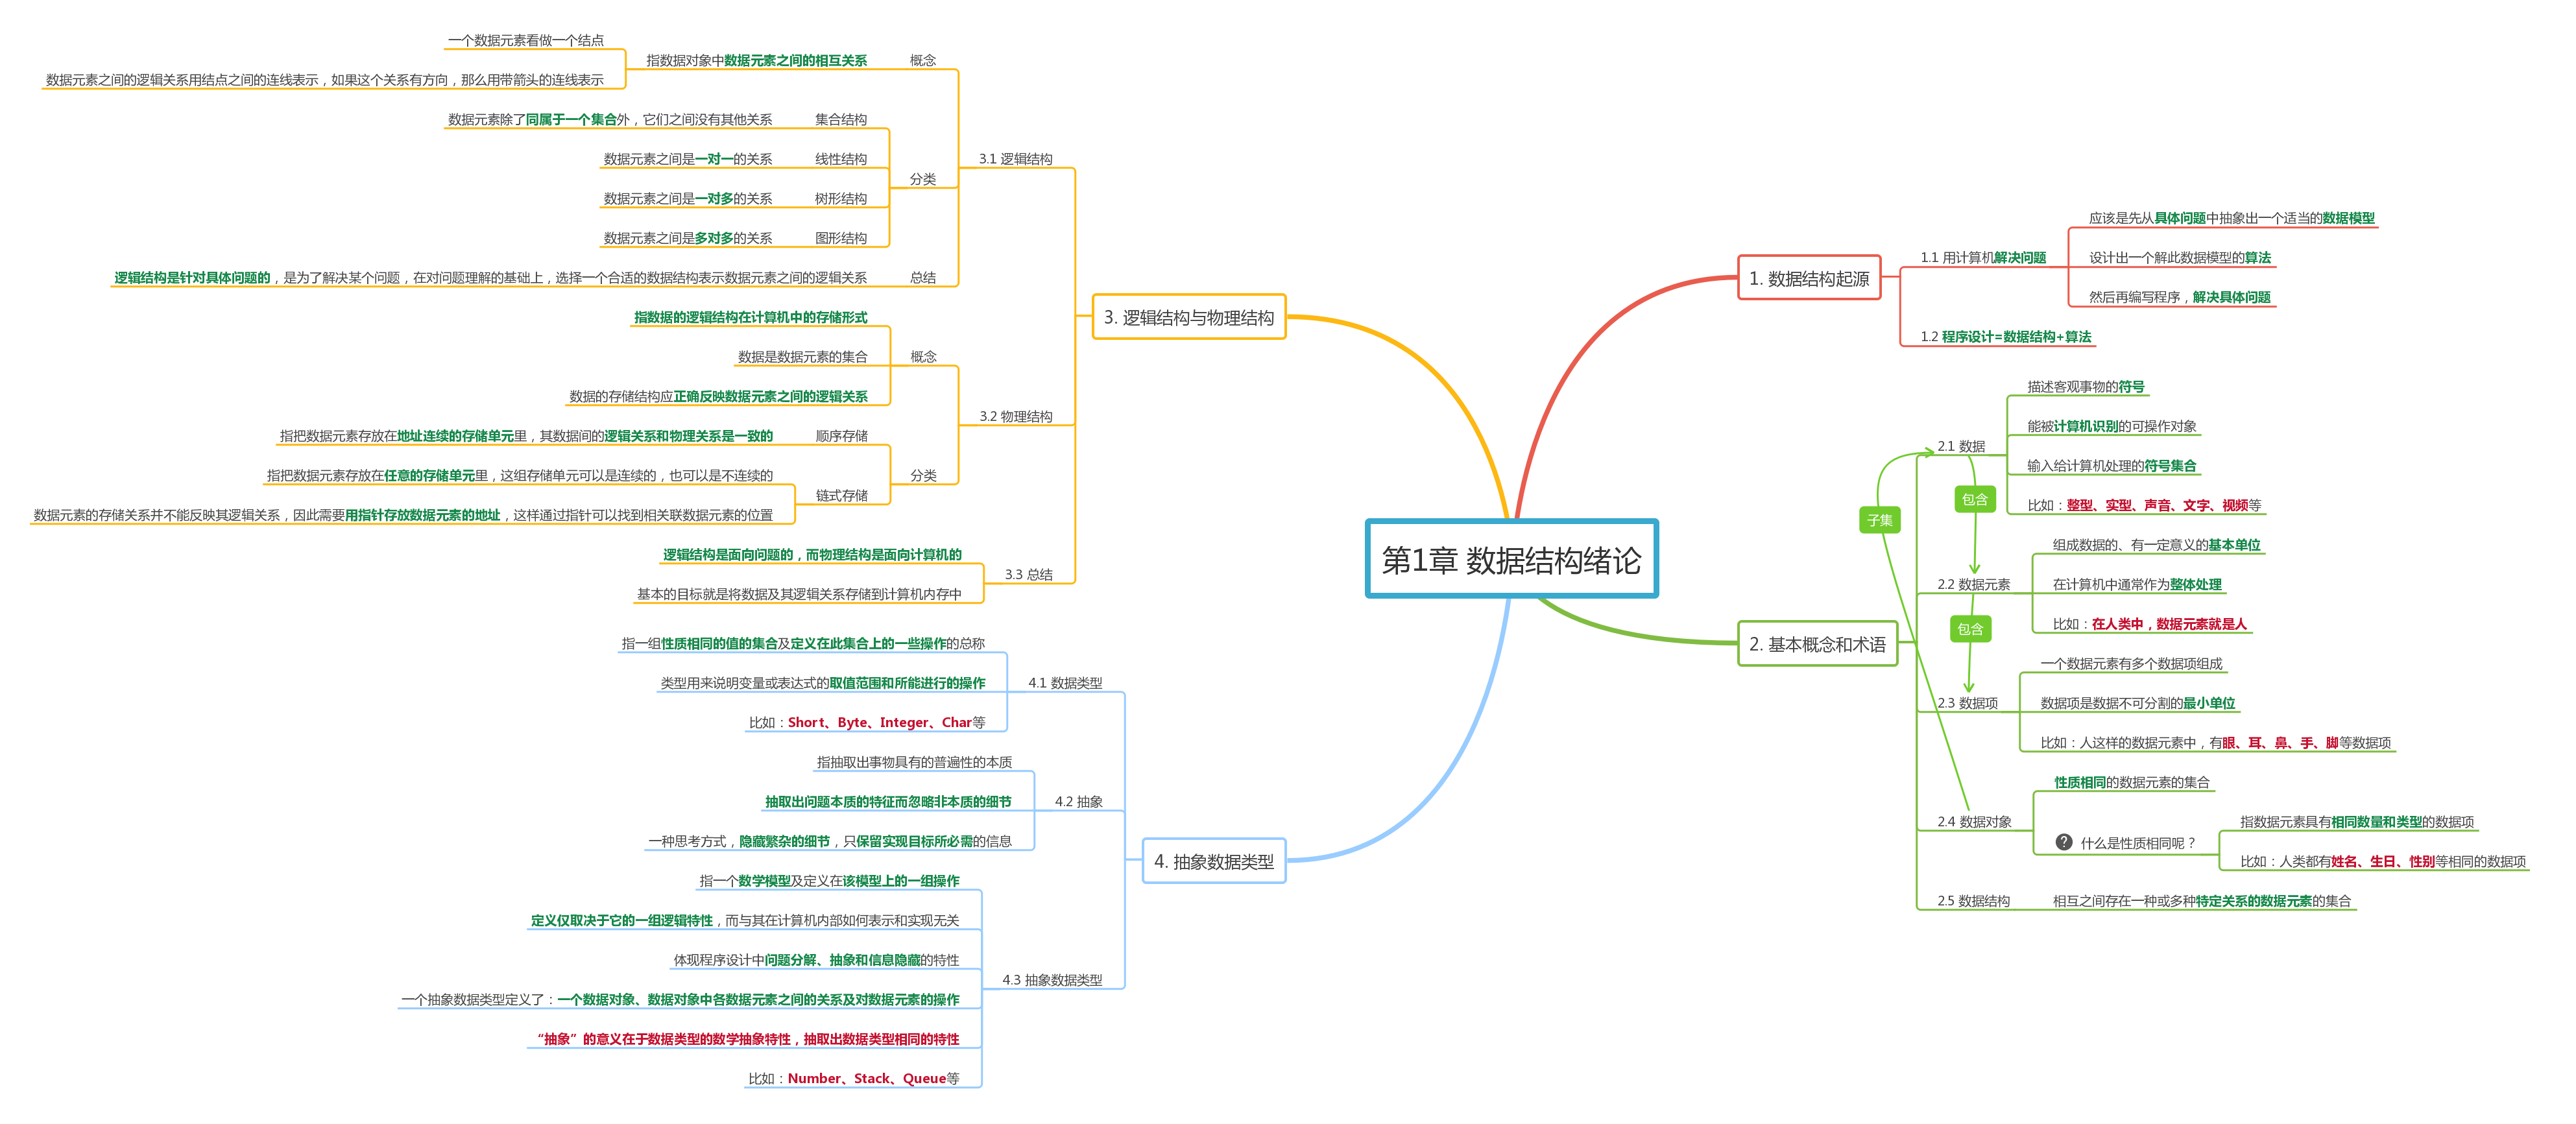 第1章 数据结构绪论
1. 数据结构起源
1.1 用计算机解决问题
应该是先从具体问题中抽象出一个适当的数据模型
设计出一个解此数据模型的算法
然后再编写程序，解决具体问题
1.2 程序设计=数据结构+算法
2. 基本概念和术语
2.1 数据
描述客观事物的符号
能被计算机识别的可操作对象
输入给计算机处理的符号集合
比如：整型、实型、声音、文字、视频等
包含
子集
2.2 数据元素
组成数据的、有一定意义的基本单位
在计算机中通常作为整体处理
比如：在人类中，数据元素就是人
包含
2.3 数据项
一个数据元素有多个数据项组成
数据项是数据不可分割的最小单位
比如：人这样的数据元素中，有眼、耳、鼻、手、脚等数据项
2.4 数据对象
性质相同的数据元素的集合
? 什么是性质相同呢？
指数据元素具有相同数量和类型的数据项
比如：人类都有姓名、生日、性别等相同的数据项
2.5 数据结构
相互之间存在一种或多种特定关系的数据元素的集合
3. 逻辑结构与物理结构
3.1 逻辑结构
概念
指数据对象中数据元素之间的相互关系
一个数据元素看做一个结点
数据元素之间的逻辑关系用结点之间的连线表示，如果这个关系有方向，那么用带箭头的连线表示
分类
集合结构
数据元素除了同属于一个集合外，它们之间没有其他关系
线性结构
数据元素之间是一对一的关系
树形结构
数据元素之间是一对多的关系
图形结构
数据元素之间是多对多的关系
总结
逻辑结构是针对具体问题的，是为了解决某个问题，在对问题理解的基础上，选择一个合适的数据结构表示数据元素之间的逻辑关系
3.2 物理结构
概念
指数据的逻辑结构在计算机中的存储形式
数据是数据元素的集合
数据的存储结构应正确反映数据元素之间的逻辑关系
分类
顺序存储
指把数据元素存放在地址连续的存储单元里，其数据间的逻辑关系和物理关系是一致的
链式存储
指把数据元素存放在任意的存储单元里，这组存储单元可以是连续的，也可以是不连续的
数据元素的存储关系并不能反映其逻辑关系，因此需要用指针存放数据元素的地址，这样通过指针可以找到相关联数据元素的位置
3.3 总结
逻辑结构是面向问题的，而物理结构是面向计算机的
基本的目标就是将数据及其逻辑关系存储到计算机内存中
4. 抽象数据类型
4.1 数据类型
指一组性质相同的值的集合及定义在此集合上的一些操作的总称
类型用来说明变量或表达式的取值范围和所能进行的操作
比如：Short、Byte、Integer、Char等
4.2 抽象
指抽取出事物具有的普遍性的本质
抽取出问题本质的特征而忽略非本质的细节
一种思考方式，隐藏繁杂的细节，只保留实现目标所必需的信息
4.3 抽象数据类型
指一个数学模型及定义在该模型上的一组操作
定义仅取决于它的一组逻辑特性，而与其在计算机内部如何表示和实现无关
体现程序设计中问题分解、抽象和信息隐藏的特性
一个抽象数据类型定义了：一个数据对象、数据对象中各数据元素之间的关系及对数据元素的操作
“抽象”的意义在于数据类型的数学抽象特性，抽取出数据类型相同的特性
比如：Number、Stack、Queue等